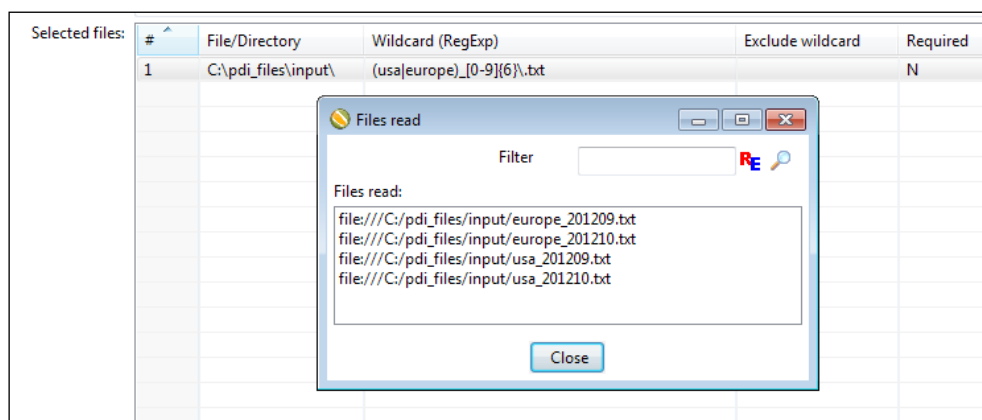 Selected files:
# File/Directory Wildcard (RegExp) Exclude wildcard Required
1 C:\pdi_files\input\ (usa|europe)_[0-9]{6}\.txt N
Files read
Filter
RE
Files read:
file:///C:/pdi_files/input/europe_201209.txt
file:///C:/pdi_files/input/europe_201210.txt
file:///C:/pdi_files/input/usa_201209.txt
file:///C:/pdi_files/input/usa_201210.txt
Close